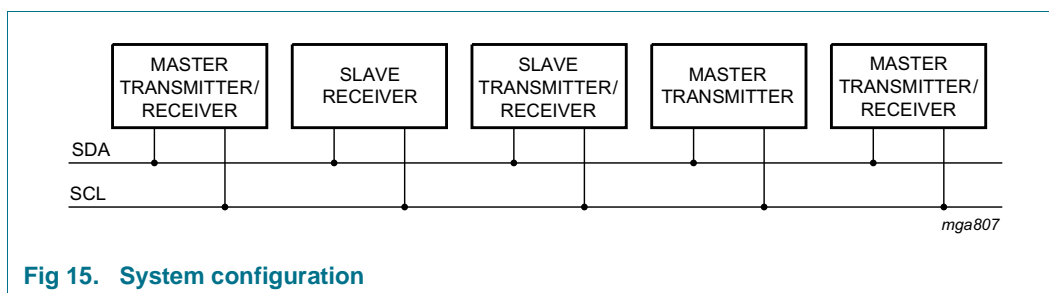 MASTER
TRANSMITTER/
RECEIVER
SLAVE
RECEIVER
SLAVE
TRANSMITTER/
RECEIVER
MASTER
TRANSMITTER
MASTER
TRANSMITTER/
RECEIVER
SDA
SCL
mga807
Fig 15. System configuration